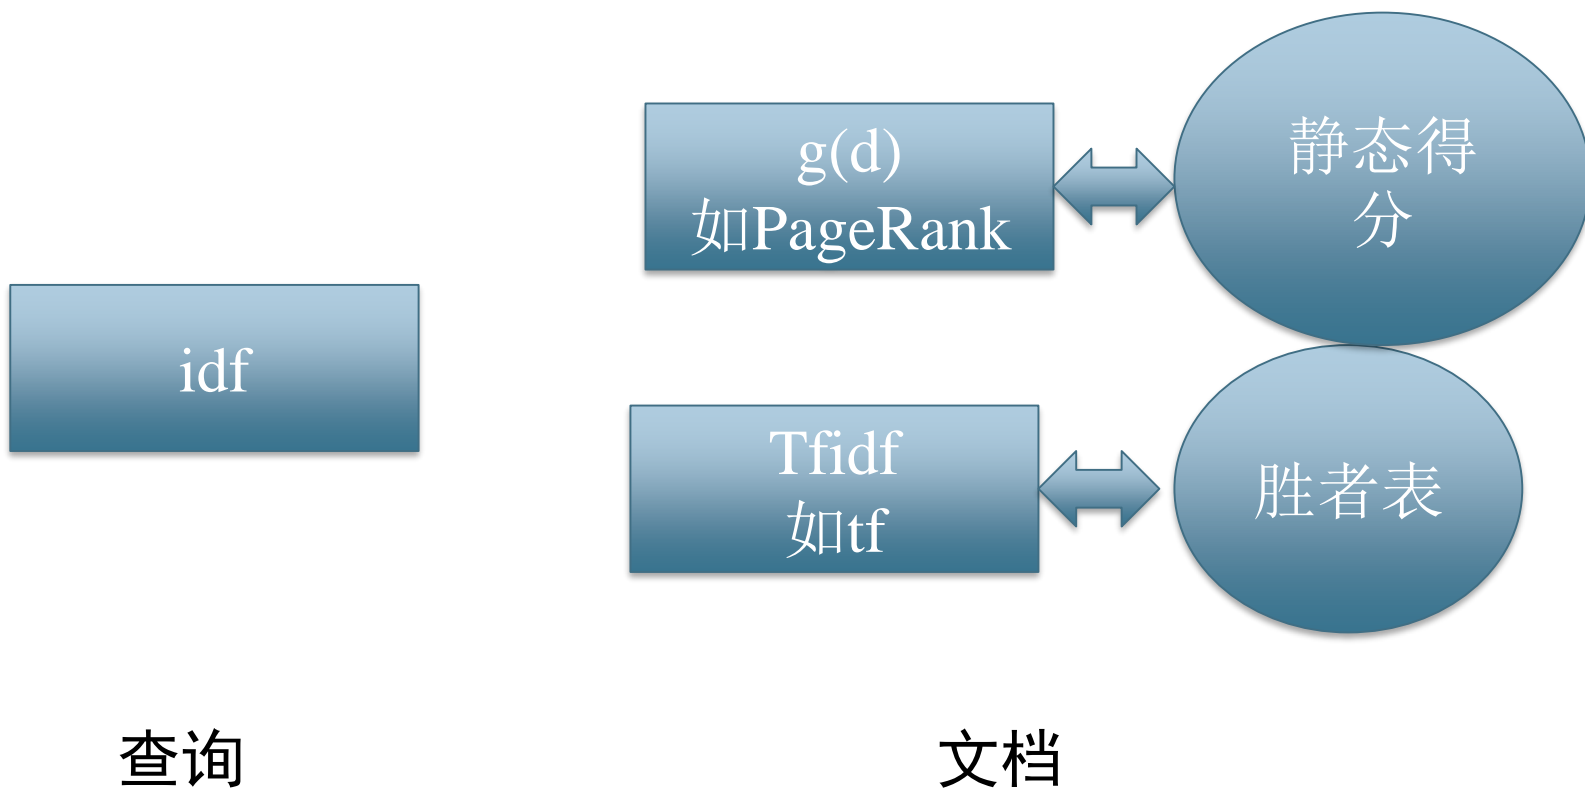 g(d)
如PageRank
静态得
分
idf
Tfidf
如tf
胜者表
查询
文档